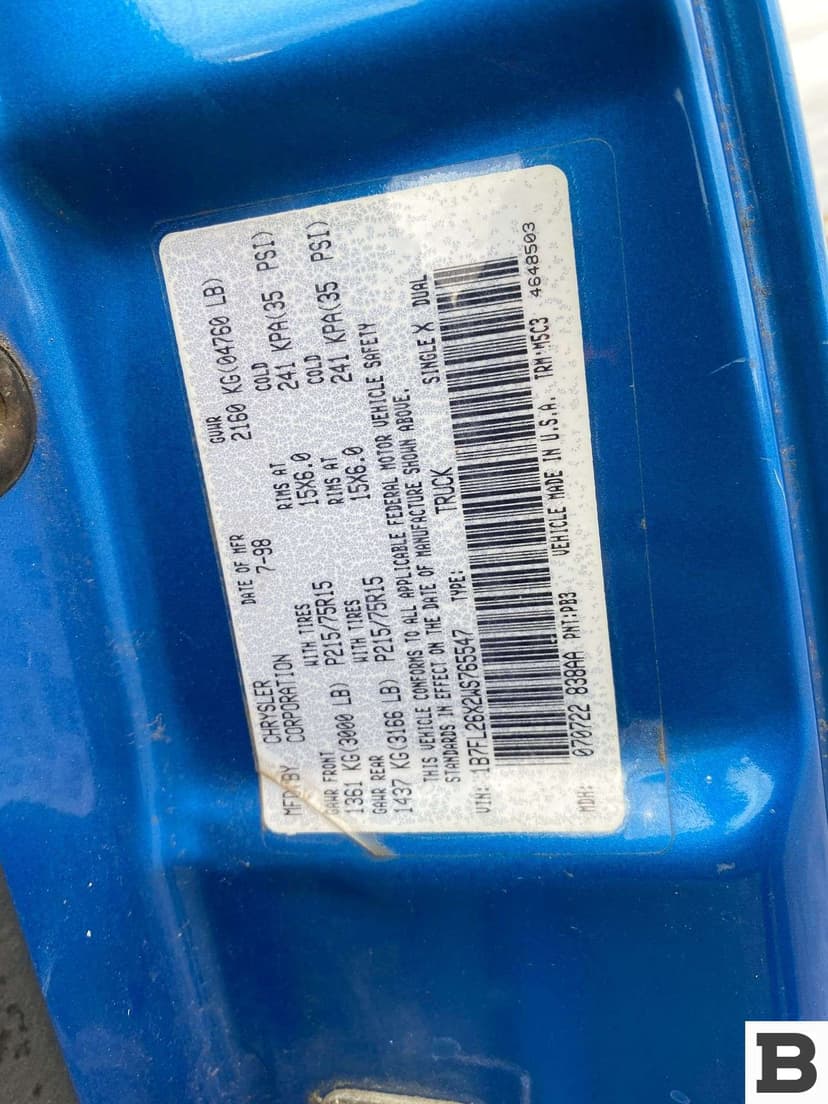 MFD BY CHRYSLER CORPORATION DATE OF MFR 7-98 GVWR 2160 KG(04760 LB)
GAWR FRONT WITH TIRES RIMS AT COLD
1361 KG(3000 LB) P215/75R15 15X6.0 241 KPA(35 PSI)
GAWR REAR WITH TIRES RIMS AT COLD
1437 KG(3166 LB) P215/75R15 15X6.0 241 KPA(35 PSI)
THIS VEHICLE CONFORMS TO ALL APPLICABLE FEDERAL MOTOR VEHICLE SAFETY
STANDARDS IN EFFECT ON THE DATE OF MANUFACTURE SHOWN ABOVE.
VIN: 1B7FL26X2WS765547 TYPE: TRUCK SINGLE X DUAL
MDH: 070722 838AA PNT:PB3 VEHICLE MADE IN U.S.A. TRM:M5C3 4648503
B